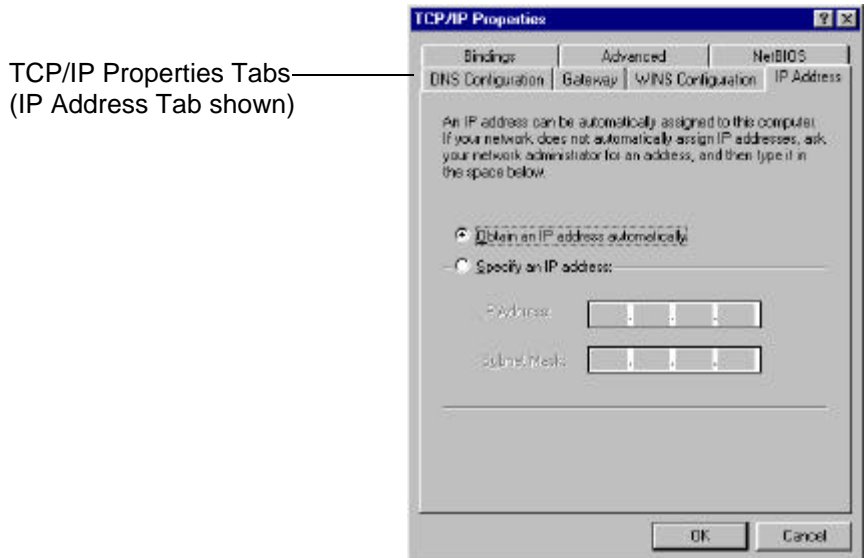 TCP/IP Properties Tabs
(IP Address Tab shown)
TCP/IP Properties
Bindings Advanced NetBIOS
DNS Configuration Gateway WINS Configuration IP Address
An IP address can be automatically assigned to this computer.
If your network does not automatically assign IP addresses, ask
your network administrator for an address, and then type it in
the space below.
Obtain an IP address automatically
Specify an IP address:
IP Address:
Subnet Mask:
OK Cancel